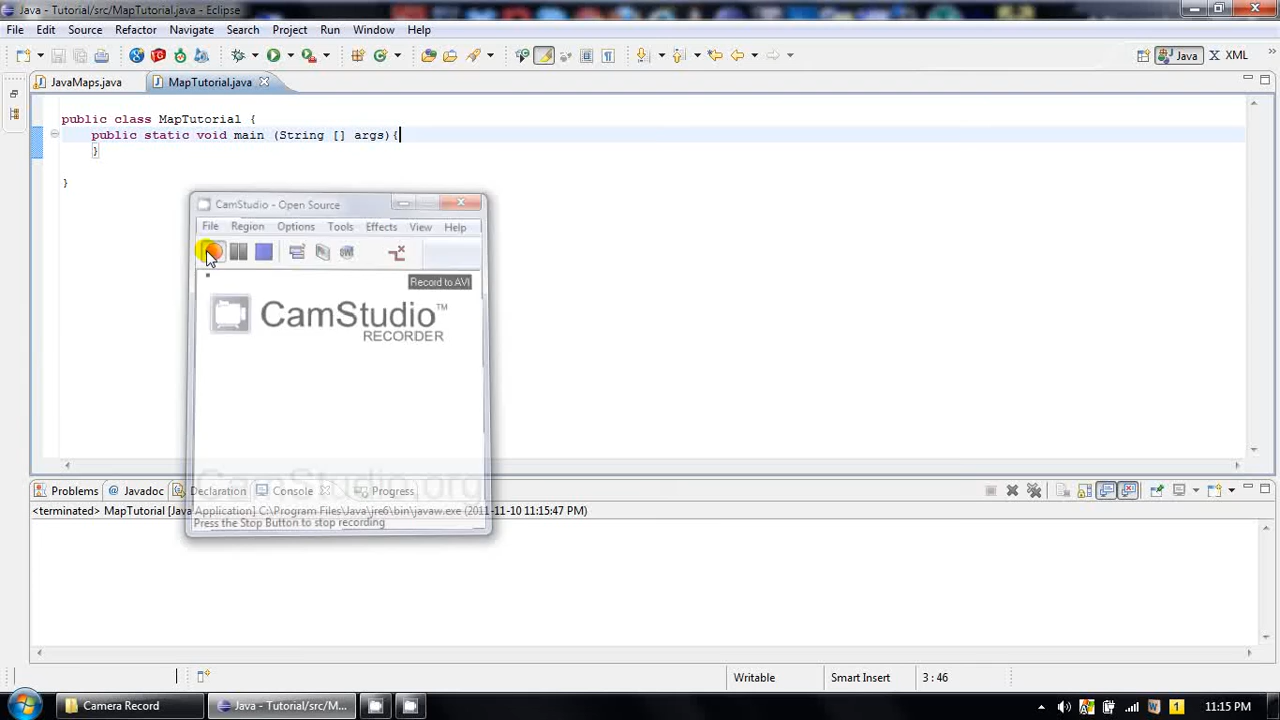 Java - Tutorial/src/MapTutorial.java - Eclipse
File Edit Source Refactor Navigate Search Project Run Window Help
Java XML
JavaMaps.java MapTutorial.java
public class MapTutorial {
public static void main (String [] args){
}
}
CamStudio - Open Source
File Region Options Tools Effects View Help
Record to AVI
CamStudio™
RECORDER
CamStudio.org
Problems Javadoc Declaration Console Progress
<terminated> MapTutorial [Java Application] C:\Program Files\Java\jre6\bin\javaw.exe (2011-11-10 11:15:47 PM)
Press the Stop Button to stop recording
Writable Smart Insert 3 : 46
Camera Record Java - Tutorial/src/M... 1 11:15 PM